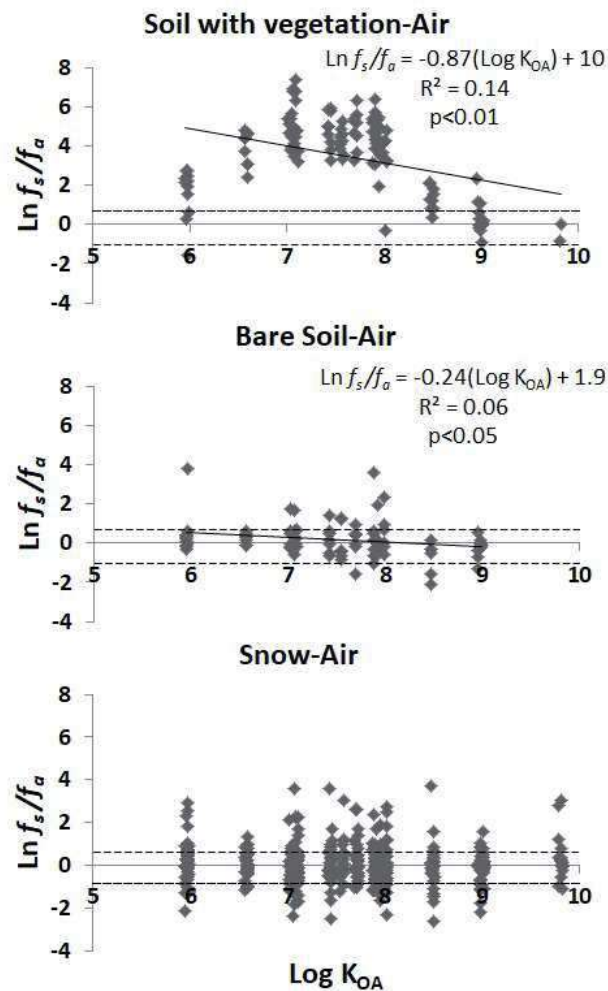 Soil with vegetation-Air
Ln fs/fa = -0.87(Log KOA) + 10
R² = 0.14
p<0.01
Ln fs/fa
8
6
4
2
0
-2
-4
5 6 7 8 9 10
Bare Soil-Air
Ln fs/fa = -0.24(Log KOA) + 1.9
R² = 0.06
p<0.05
Ln fs/fa
8
6
4
2
0
-2
-4
5 6 7 8 9 10
Snow-Air
Ln fs/fa
8
6
4
2
0
-2
-4
5 6 7 8 9 10
Log KOA